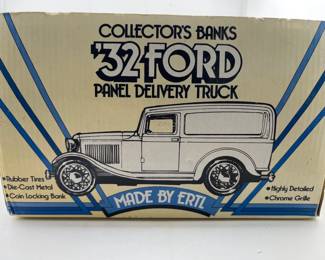 COLLECTOR'S BANKS
'32 FORD
PANEL DELIVERY TRUCK
•Rubber Tires
•Die-Cast Metal
•Coin Locking Bank
MADE BY ERTL
•Highly Detailed
•Chrome Grille